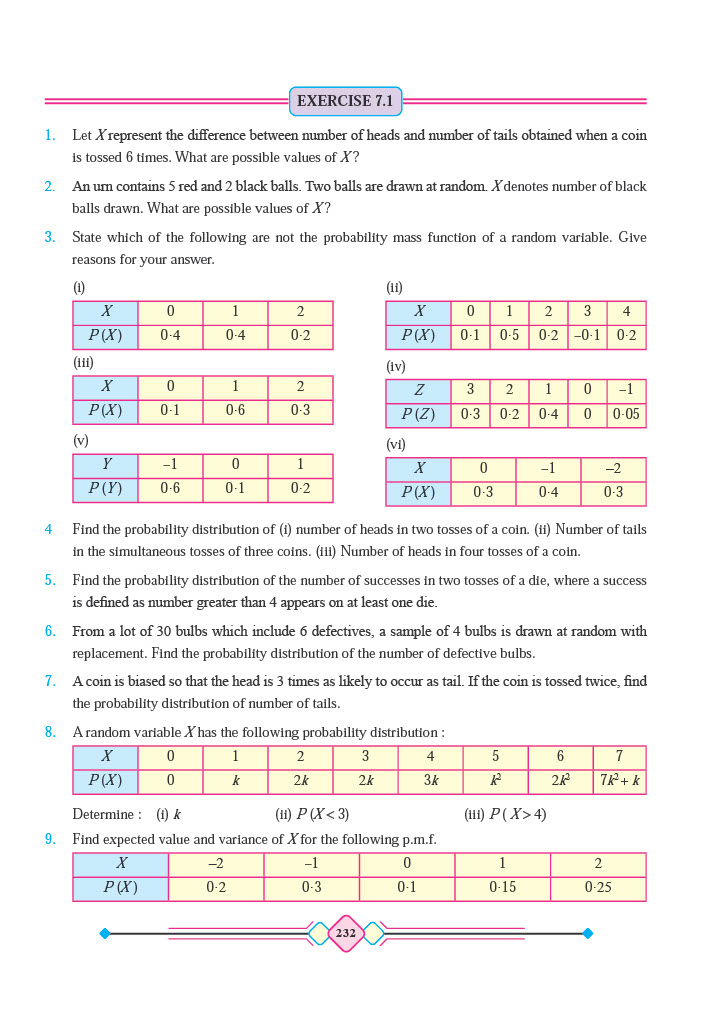 EXERCISE 7.1
1. Let X represent the difference between number of heads and number of tails obtained when a coin
is tossed 6 times. What are possible values of X ?
2. An urn contains 5 red and 2 black balls. Two balls are drawn at random. X denotes number of black
balls drawn. What are possible values of X ?
3. State which of the following are not the probability mass function of a random variable. Give
reasons for your answer.
(i)
X 0 1 2
P (X ) 0·4 0·4 0·2
(ii)
X 0 1 2 3 4
P (X ) 0·1 0·5 0·2 –0·1 0·2
(iii)
X 0 1 2
P (X ) 0·1 0·6 0·3
(iv)
Z 3 2 1 0 –1
P (Z ) 0·3 0·2 0·4 0 0·05
(v)
Y –1 0 1
P (Y ) 0·6 0·1 0·2
(vi)
X 0 –1 –2
P (X ) 0·3 0·4 0·3
4 Find the probability distribution of (i) number of heads in two tosses of a coin. (ii) Number of tails
in the simultaneous tosses of three coins. (iii) Number of heads in four tosses of a coin.
5. Find the probability distribution of the number of successes in two tosses of a die, where a success
is defined as number greater than 4 appears on at least one die.
6. From a lot of 30 bulbs which include 6 defectives, a sample of 4 bulbs is drawn at random with
replacement. Find the probability distribution of the number of defective bulbs.
7. A coin is biased so that the head is 3 times as likely to occur as tail. If the coin is tossed twice, find
the probability distribution of number of tails.
8. A random variable X has the following probability distribution :
X 0 1 2 3 4 5 6 7
P (X ) 0 k 2k 2k 3k k² 2k² 7k² + k
Determine : (i) k (ii) P (X < 3) (iii) P ( X > 4)
9. Find expected value and variance of X for the following p.m.f.
X –2 –1 0 1 2
P (X ) 0·2 0·3 0·1 0·15 0·25
232